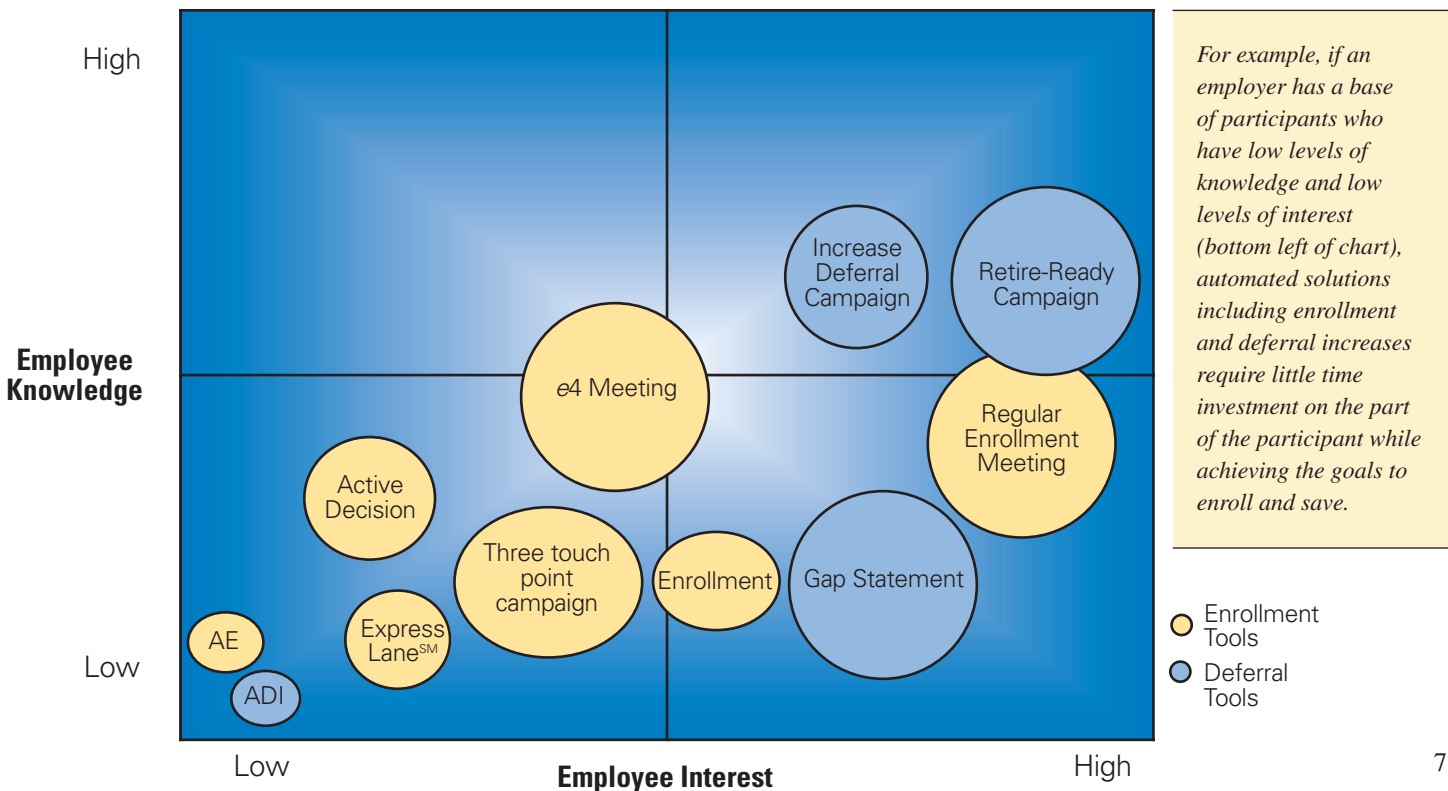 High
Employee
Knowledge
Low
Increase
Deferral
Campaign
Retire-Ready
Campaign
e4 Meeting
Regular
Enrollment
Meeting
Active
Decision
Three touch
point
campaign
Enrollment
Gap Statement
AE
Express
Lane℠
ADI
Low
Employee Interest
High
For example, if an
employer has a base
of participants who
have low levels of
knowledge and low
levels of interest
(bottom left of chart),
automated solutions
including enrollment
and deferral increases
require little time
investment on the part
of the participant while
achieving the goals to
enroll and save.
Enrollment
Tools
Deferral
Tools
7